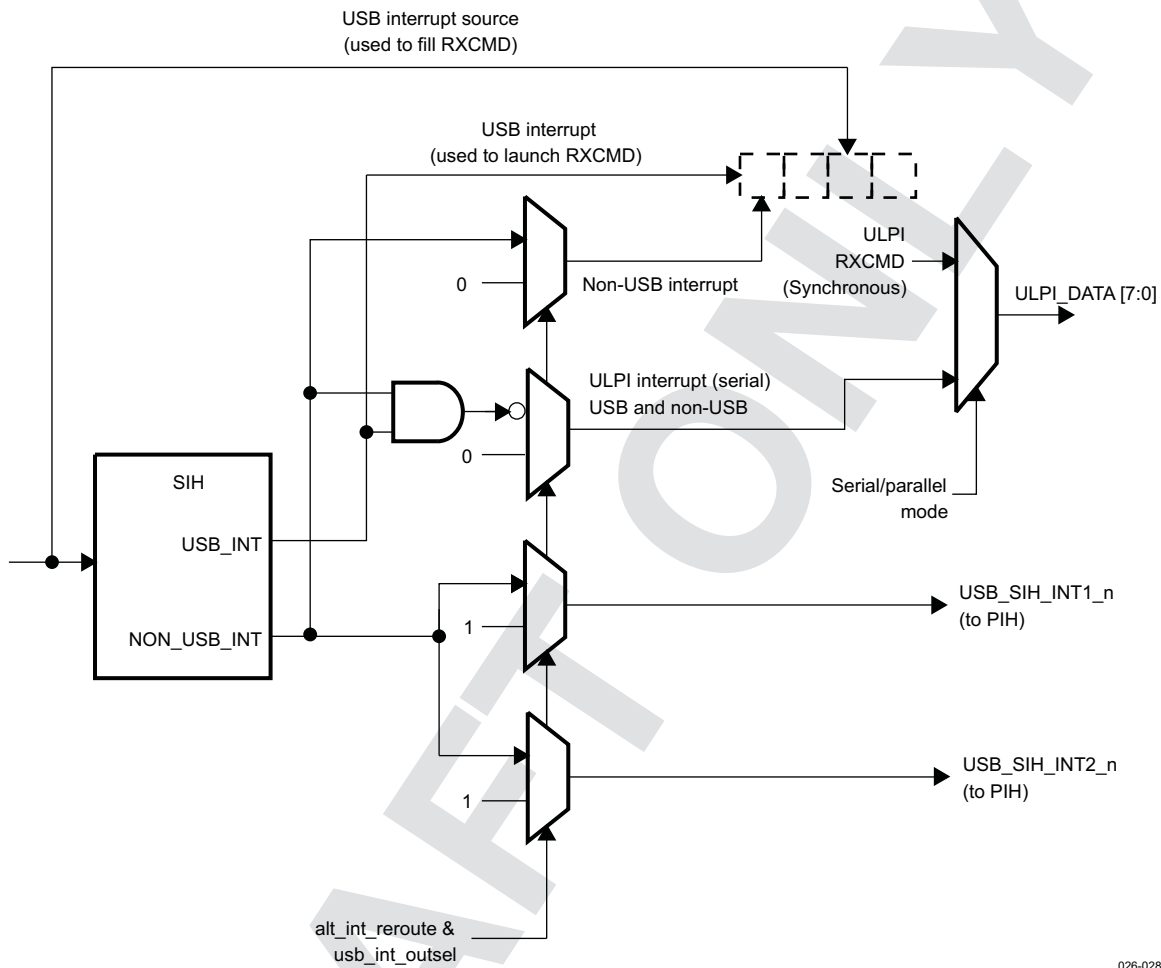 USB interrupt source
(used to fill RXCMD)
USB interrupt
(used to launch RXCMD)
ULPI
RXCMD
(Synchronous)
0
Non-USB interrupt
ULPI_DATA [7:0]
ULPI interrupt (serial)
USB and non-USB
0
SIH
Serial/parallel
mode
USB_INT
NON_USB_INT
1
USB_SIH_INT1_n
(to PIH)
1
USB_SIH_INT2_n
(to PIH)
alt_int_reroute &
usb_int_outsel
026-028
AFT ONLY